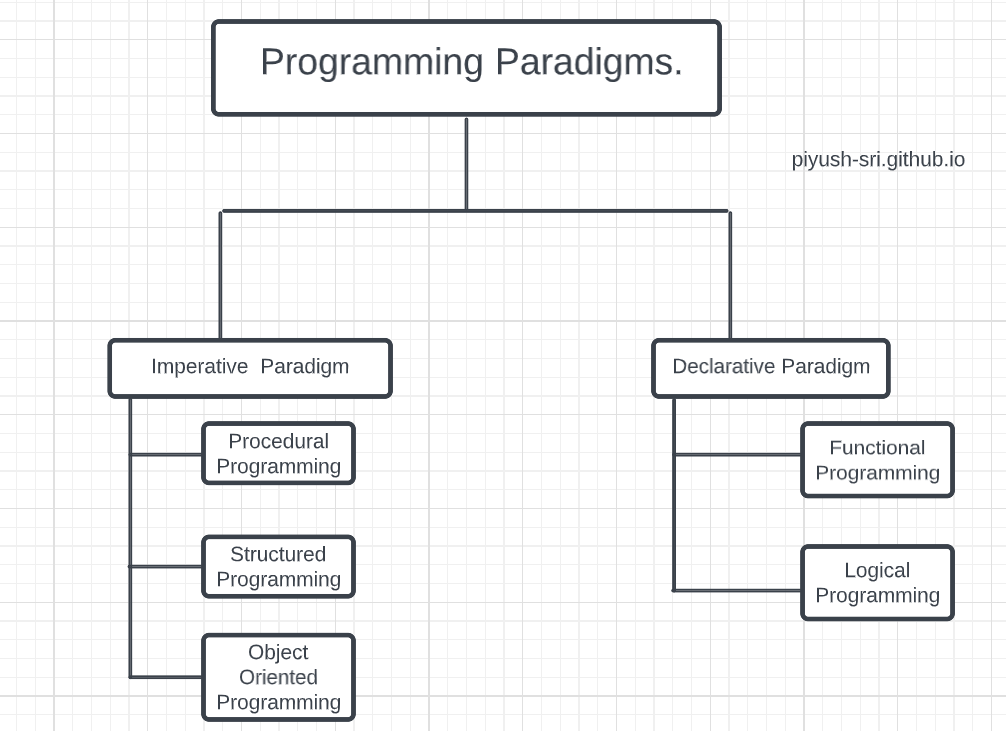 Programming Paradigms.
piyush-sri.github.io
Imperative  Paradigm
Procedural
Programming
Structured
Programming
Object
Oriented
Programming
Declarative Paradigm
Functional
Programming
Logical
Programming